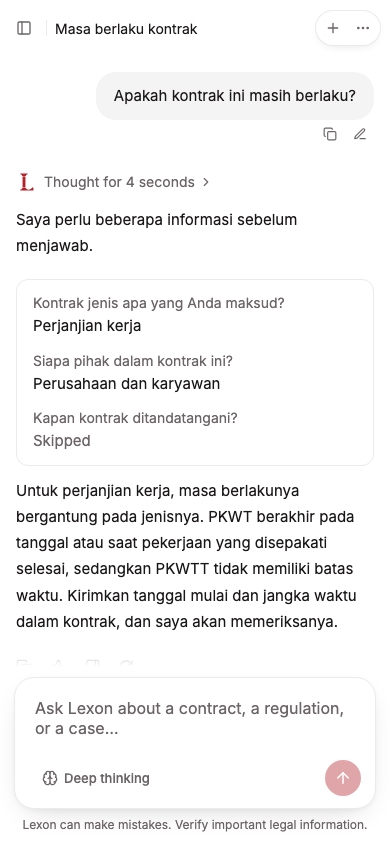 Masa berlaku kontrak
Apakah kontrak ini masih berlaku?
L Thought for 4 seconds
Saya perlu beberapa informasi sebelum
menjawab.
Kontrak jenis apa yang Anda maksud?
Perjanjian kerja
Siapa pihak dalam kontrak ini?
Perusahaan dan karyawan
Kapan kontrak ditandatangani?
Skipped
Untuk perjanjian kerja, masa berlakunya
bergantung pada jenisnya. PKWT berakhir pada
tanggal atau saat pekerjaan yang disepakati
selesai, sedangkan PKWTT tidak memiliki batas
waktu. Kirimkan tanggal mulai dan jangka waktu
dalam kontrak, dan saya akan memeriksanya.
Ask Lexon about a contract, a regulation,
or a case...
Deep thinking
Lexon can make mistakes. Verify important legal information.